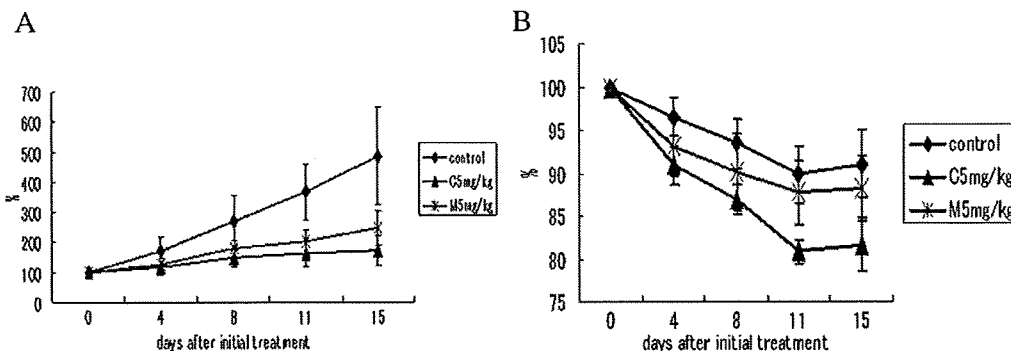 A
700
600
500
400
300
200
100
0
%
0 4 8 11 15
days after initial treatment
control
C5mg/kg
M5mg/kg
B
105
100
95
90
85
80
75
%
0 4 8 11 15
days after initial treatment
control
C5mg/kg
M5mg/kg